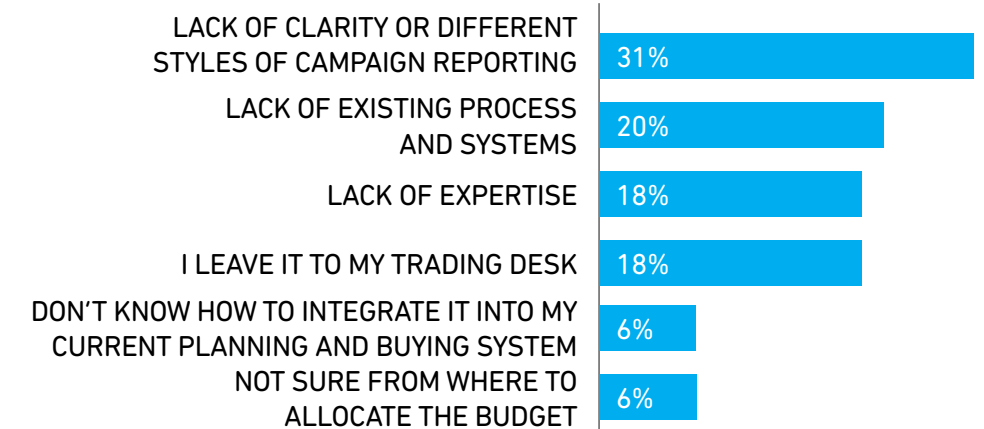 LACK OF CLARITY OR DIFFERENT
STYLES OF CAMPAIGN REPORTING
31%
LACK OF EXISTING PROCESS
AND SYSTEMS
20%
LACK OF EXPERTISE
18%
I LEAVE IT TO MY TRADING DESK
18%
DON’T KNOW HOW TO INTEGRATE IT INTO MY
CURRENT PLANNING AND BUYING SYSTEM
6%
NOT SURE FROM WHERE TO
ALLOCATE THE BUDGET
6%